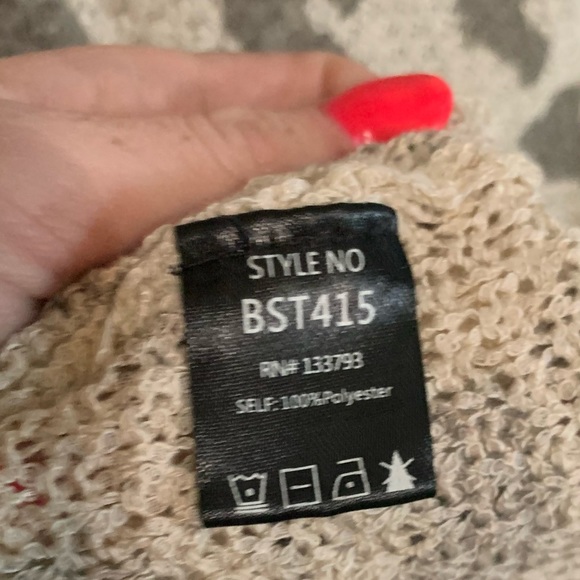 STYLE NO
BST415
RN# 133793
SELF: 100%Polyester